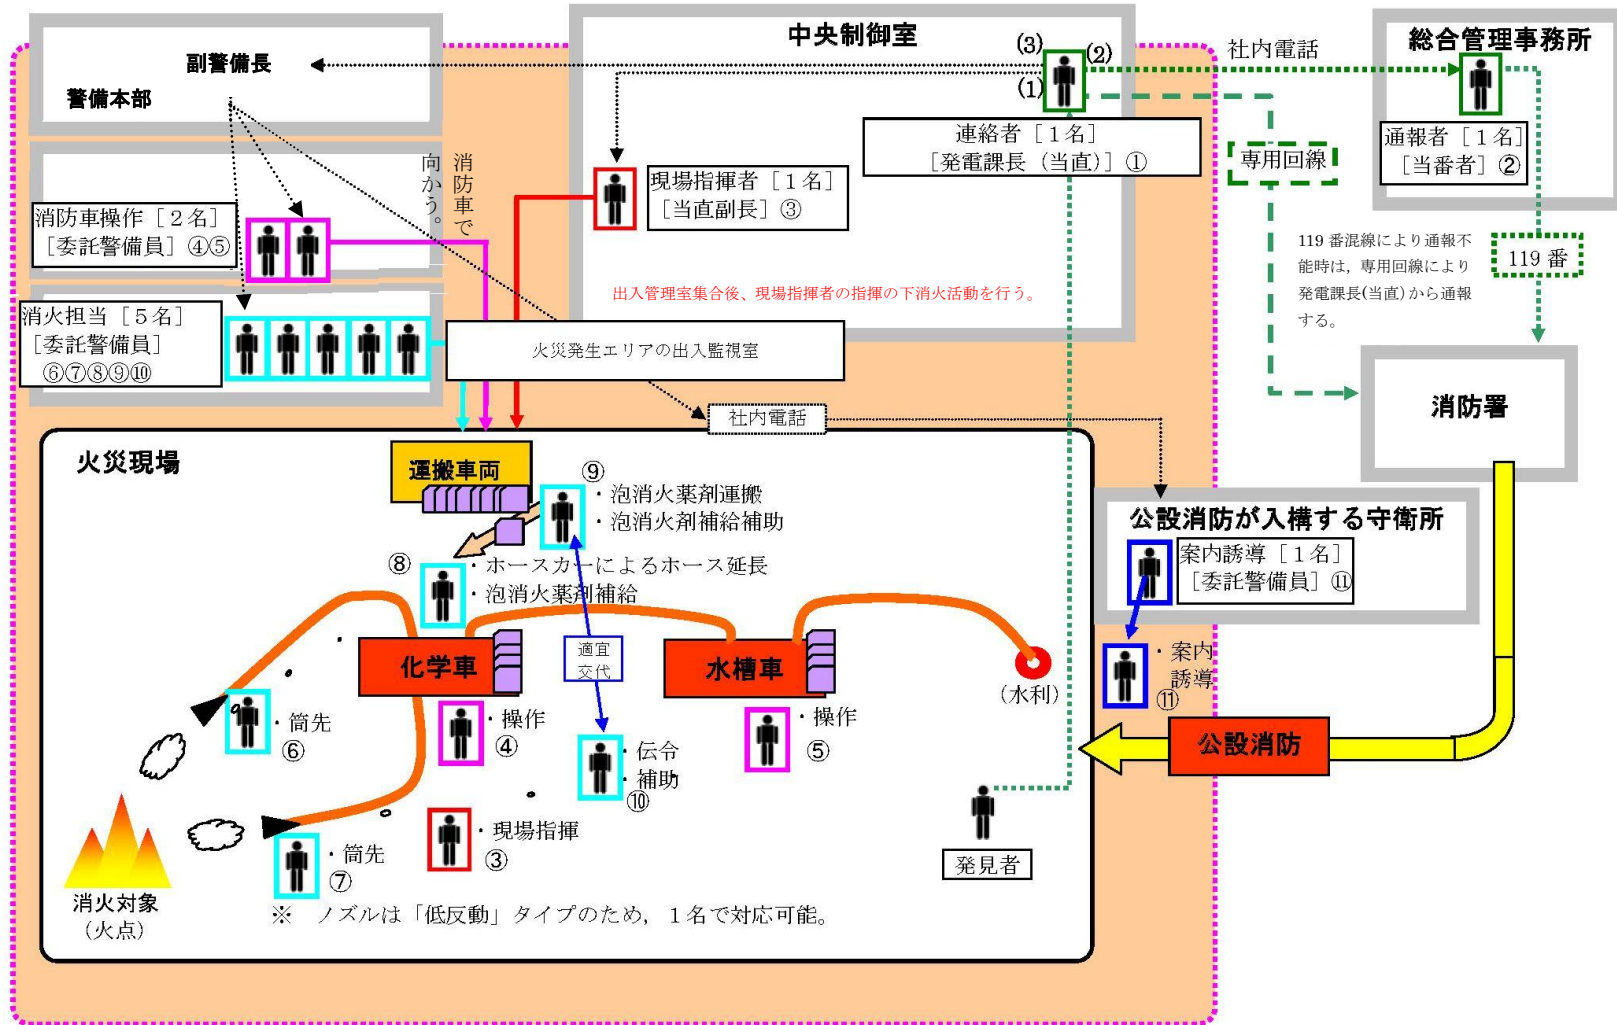 副警備長
警備本部
消防車で
向かう。
消防車操作［２名］
［委託警備員］④⑤
消火担当［５名］
［委託警備員］
⑥⑦⑧⑨⑩
中央制御室
(3)
(2)
(1)
連絡者［１名］
［発電課長（当直）］①
現場指揮者［１名］
［当直副長］③
出入管理室集合後、現場指揮者の指揮の下消火活動を行う。
火災発生エリアの出入監視室
社内電話
総合管理事務所
通報者［１名］
［当番者］②
専用回線
119番混線により通報不
能時は，専用回線により
発電課長(当直)から通報
する。
119番
消防署
社内電話
火災現場
運搬車両
⑨
・泡消火薬剤運搬
・泡消火剤補給補助
⑧
・ホースカーによるホース延長
・泡消火薬剤補給
化学車
適宜
交代
水槽車
（水利）
・筒先
⑥
・操作
④
・伝令
・補助
⑩
・操作
⑤
・筒先
⑦
・現場指揮
③
発見者
消火対象
（火点）
※　ノズルは「低反動」タイプのため，１名で対応可能。
公設消防が入構する守衛所
案内誘導［１名］
［委託警備員］⑪
・案内
誘導
⑪
公設消防